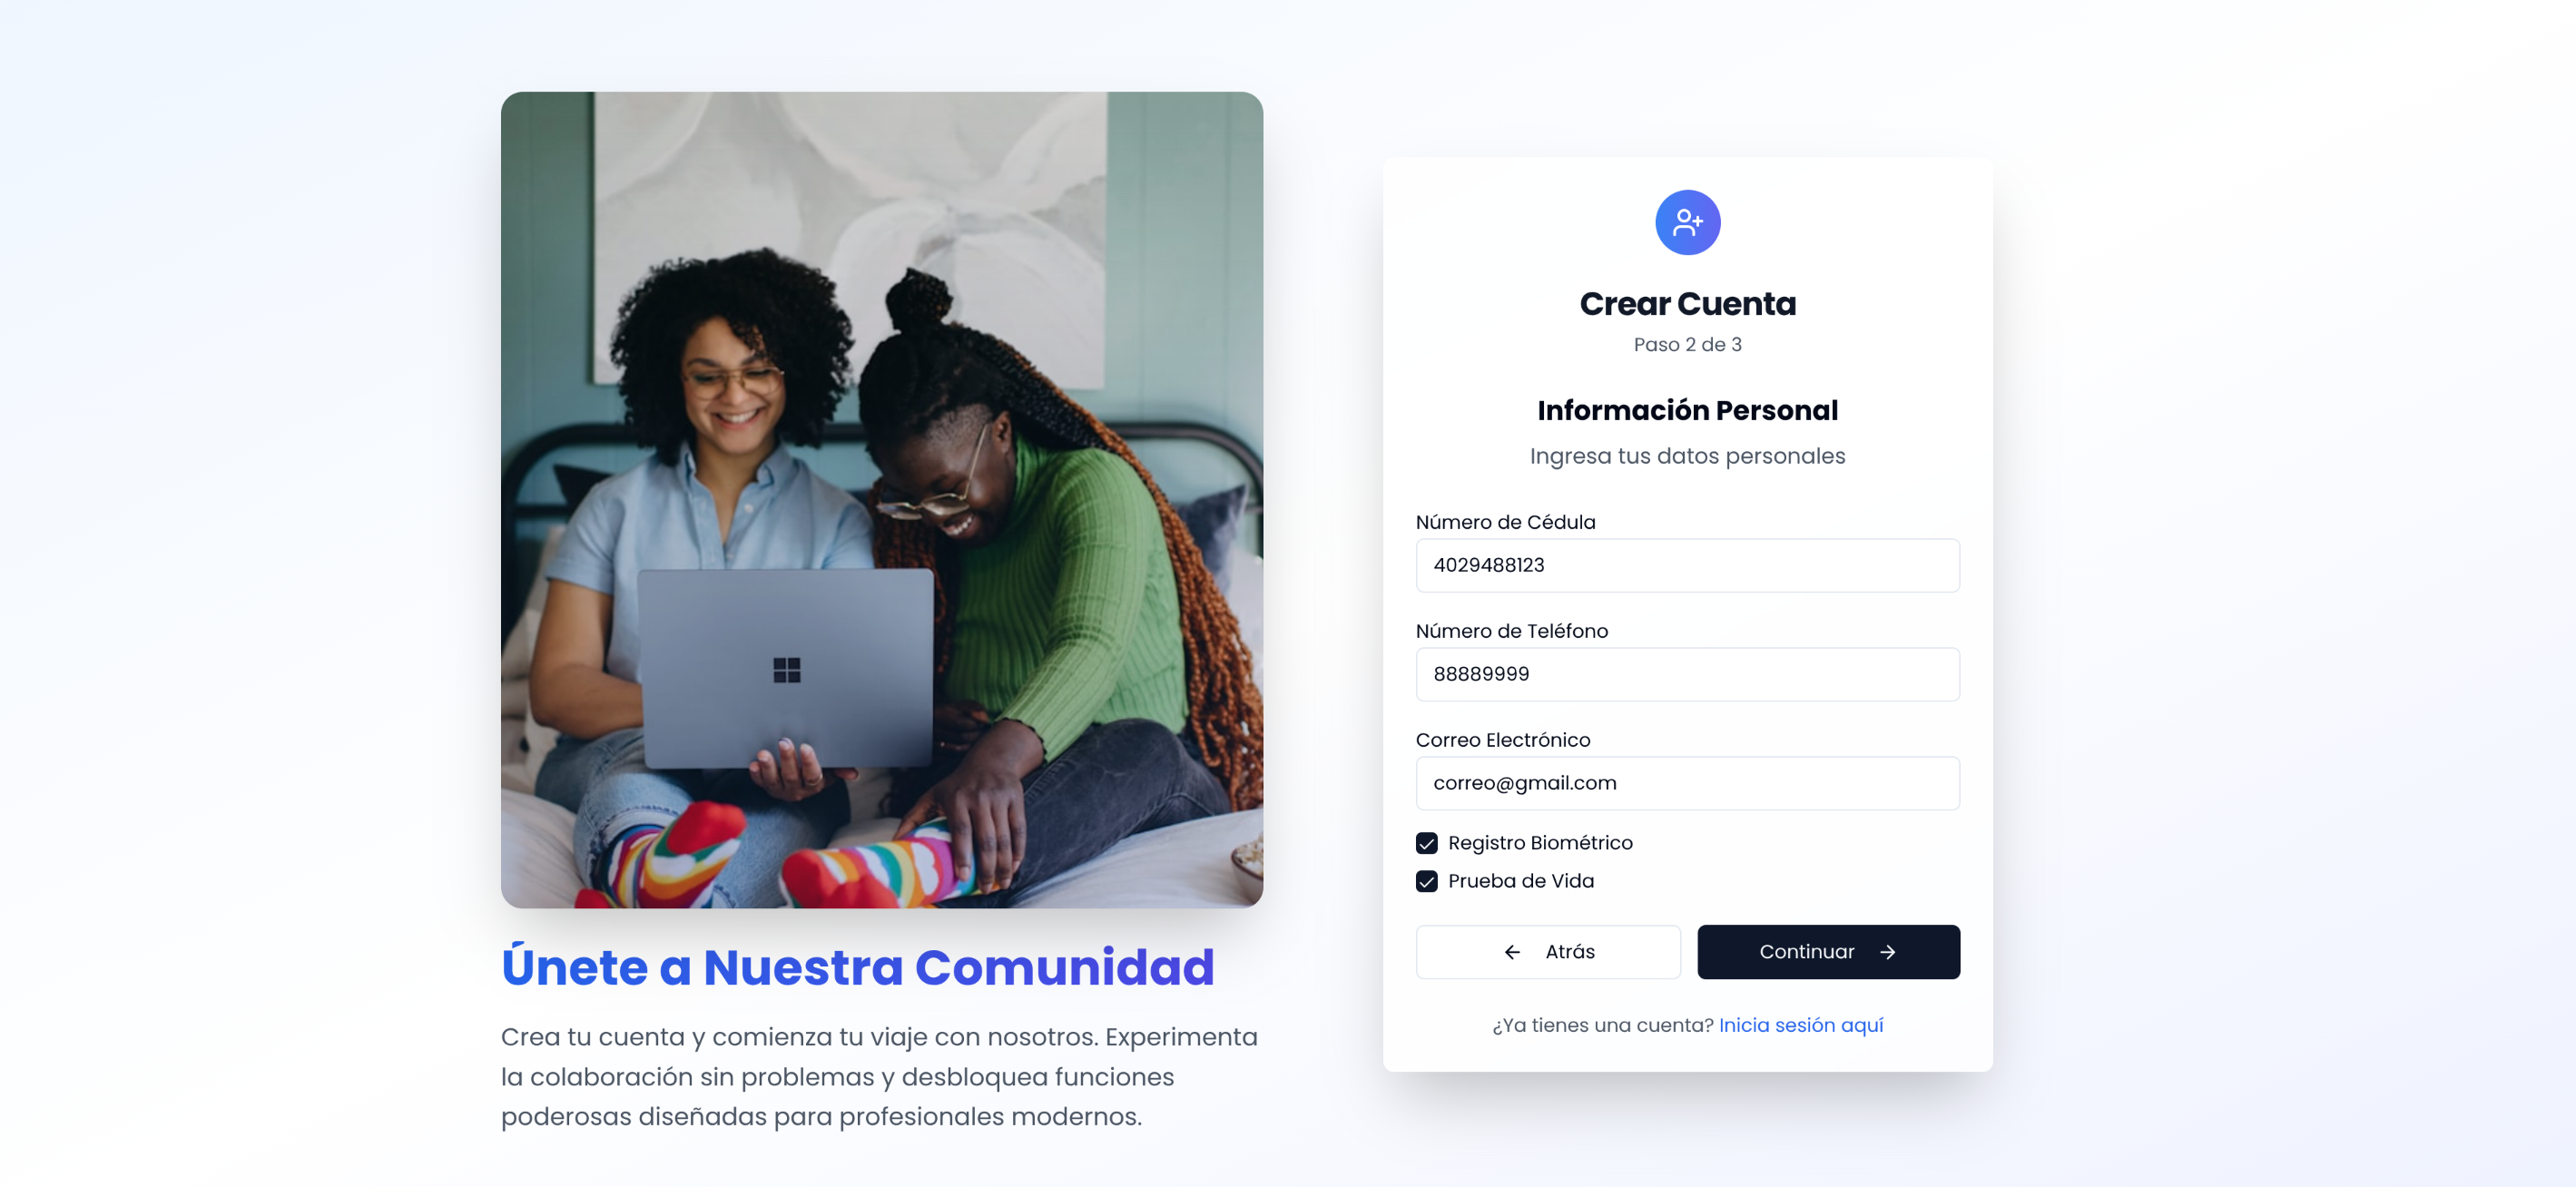 Únete a Nuestra Comunidad
Crea tu cuenta y comienza tu viaje con nosotros. Experimenta
la colaboración sin problemas y desbloquea funciones
poderosas diseñadas para profesionales modernos.
Crear Cuenta
Paso 2 de 3
Información Personal
Ingresa tus datos personales
Número de Cédula
4029488123
Número de Teléfono
88889999
Correo Electrónico
correo@gmail.com
Registro Biométrico
Prueba de Vida
Atrás
Continuar
¿Ya tienes una cuenta? Inicia sesión aquí